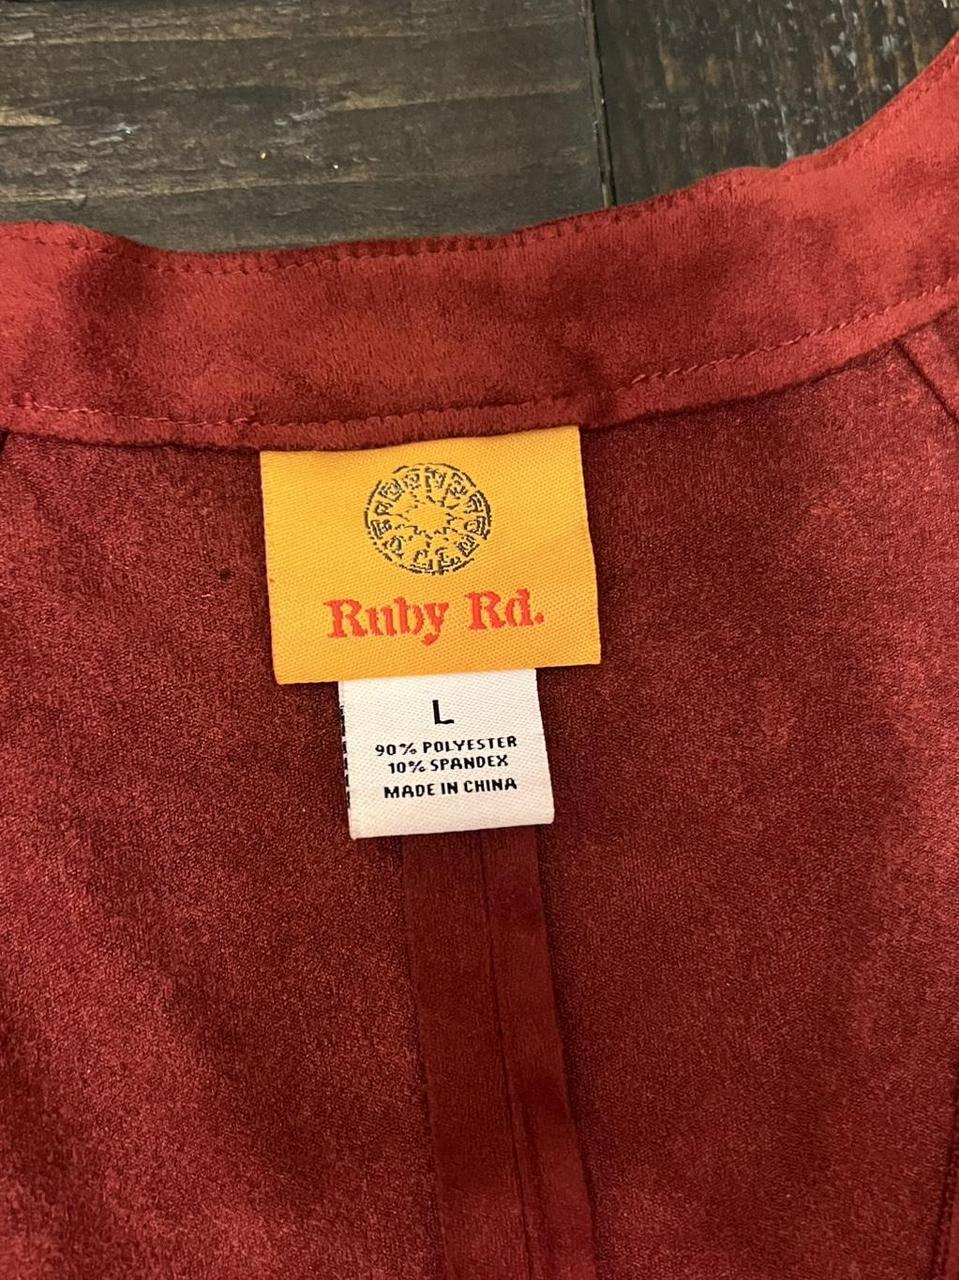 Ruby Rd.
L
90% POLYESTER
10% SPANDEX
MADE IN CHINA